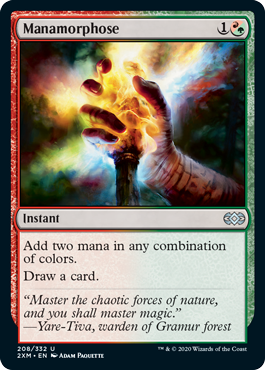 Manamorphose 1
Instant
Add two mana in any combination
of colors.
Draw a card.
“Master the chaotic forces of nature,
and you shall master magic.”
—Yare-Tiva, warden of Gramur forest
208/332 U
2XM • EN Adam Paquette
™ & © 2020 Wizards of the Coast